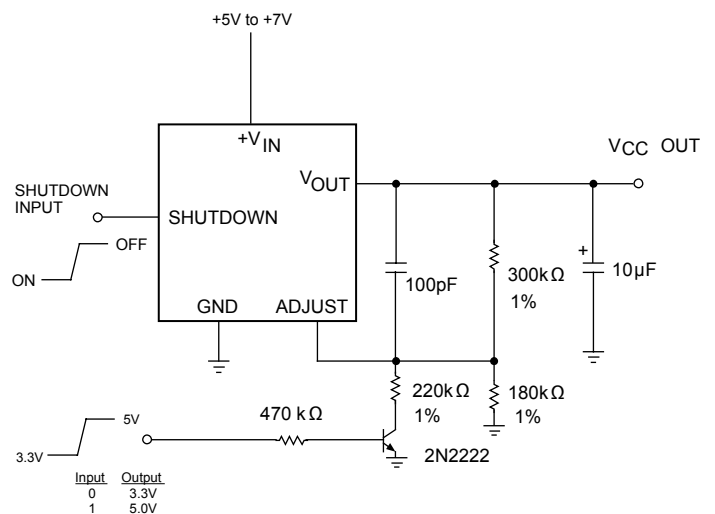 +5V to +7V
+VIN
VCC OUT
VOUT
SHUTDOWN
INPUT
SHUTDOWN
OFF
ON
100pF
300kΩ
1%
+
10µF
GND
ADJUST
220kΩ
1%
180kΩ
1%
470 kΩ
5V
3.3V
2N2222
Input Output
0 3.3V
1 5.0V